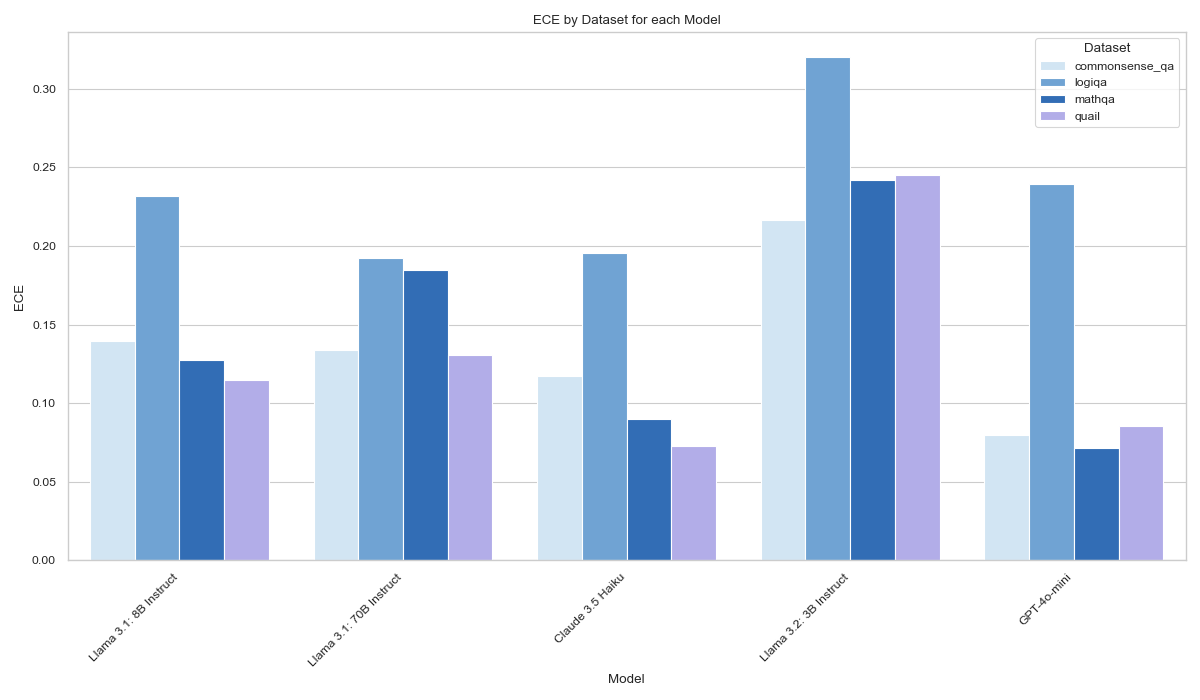 ECE by Dataset for each Model
Dataset
commonsense_qa
logiqa
mathqa
quail
0.30
0.25
0.20
0.15
0.10
0.05
0.00
ECE
Llama 3.1: 8B Instruct
Llama 3.1: 70B Instruct
Claude 3.5 Haiku
Llama 3.2: 3B Instruct
GPT-4o-mini
Model